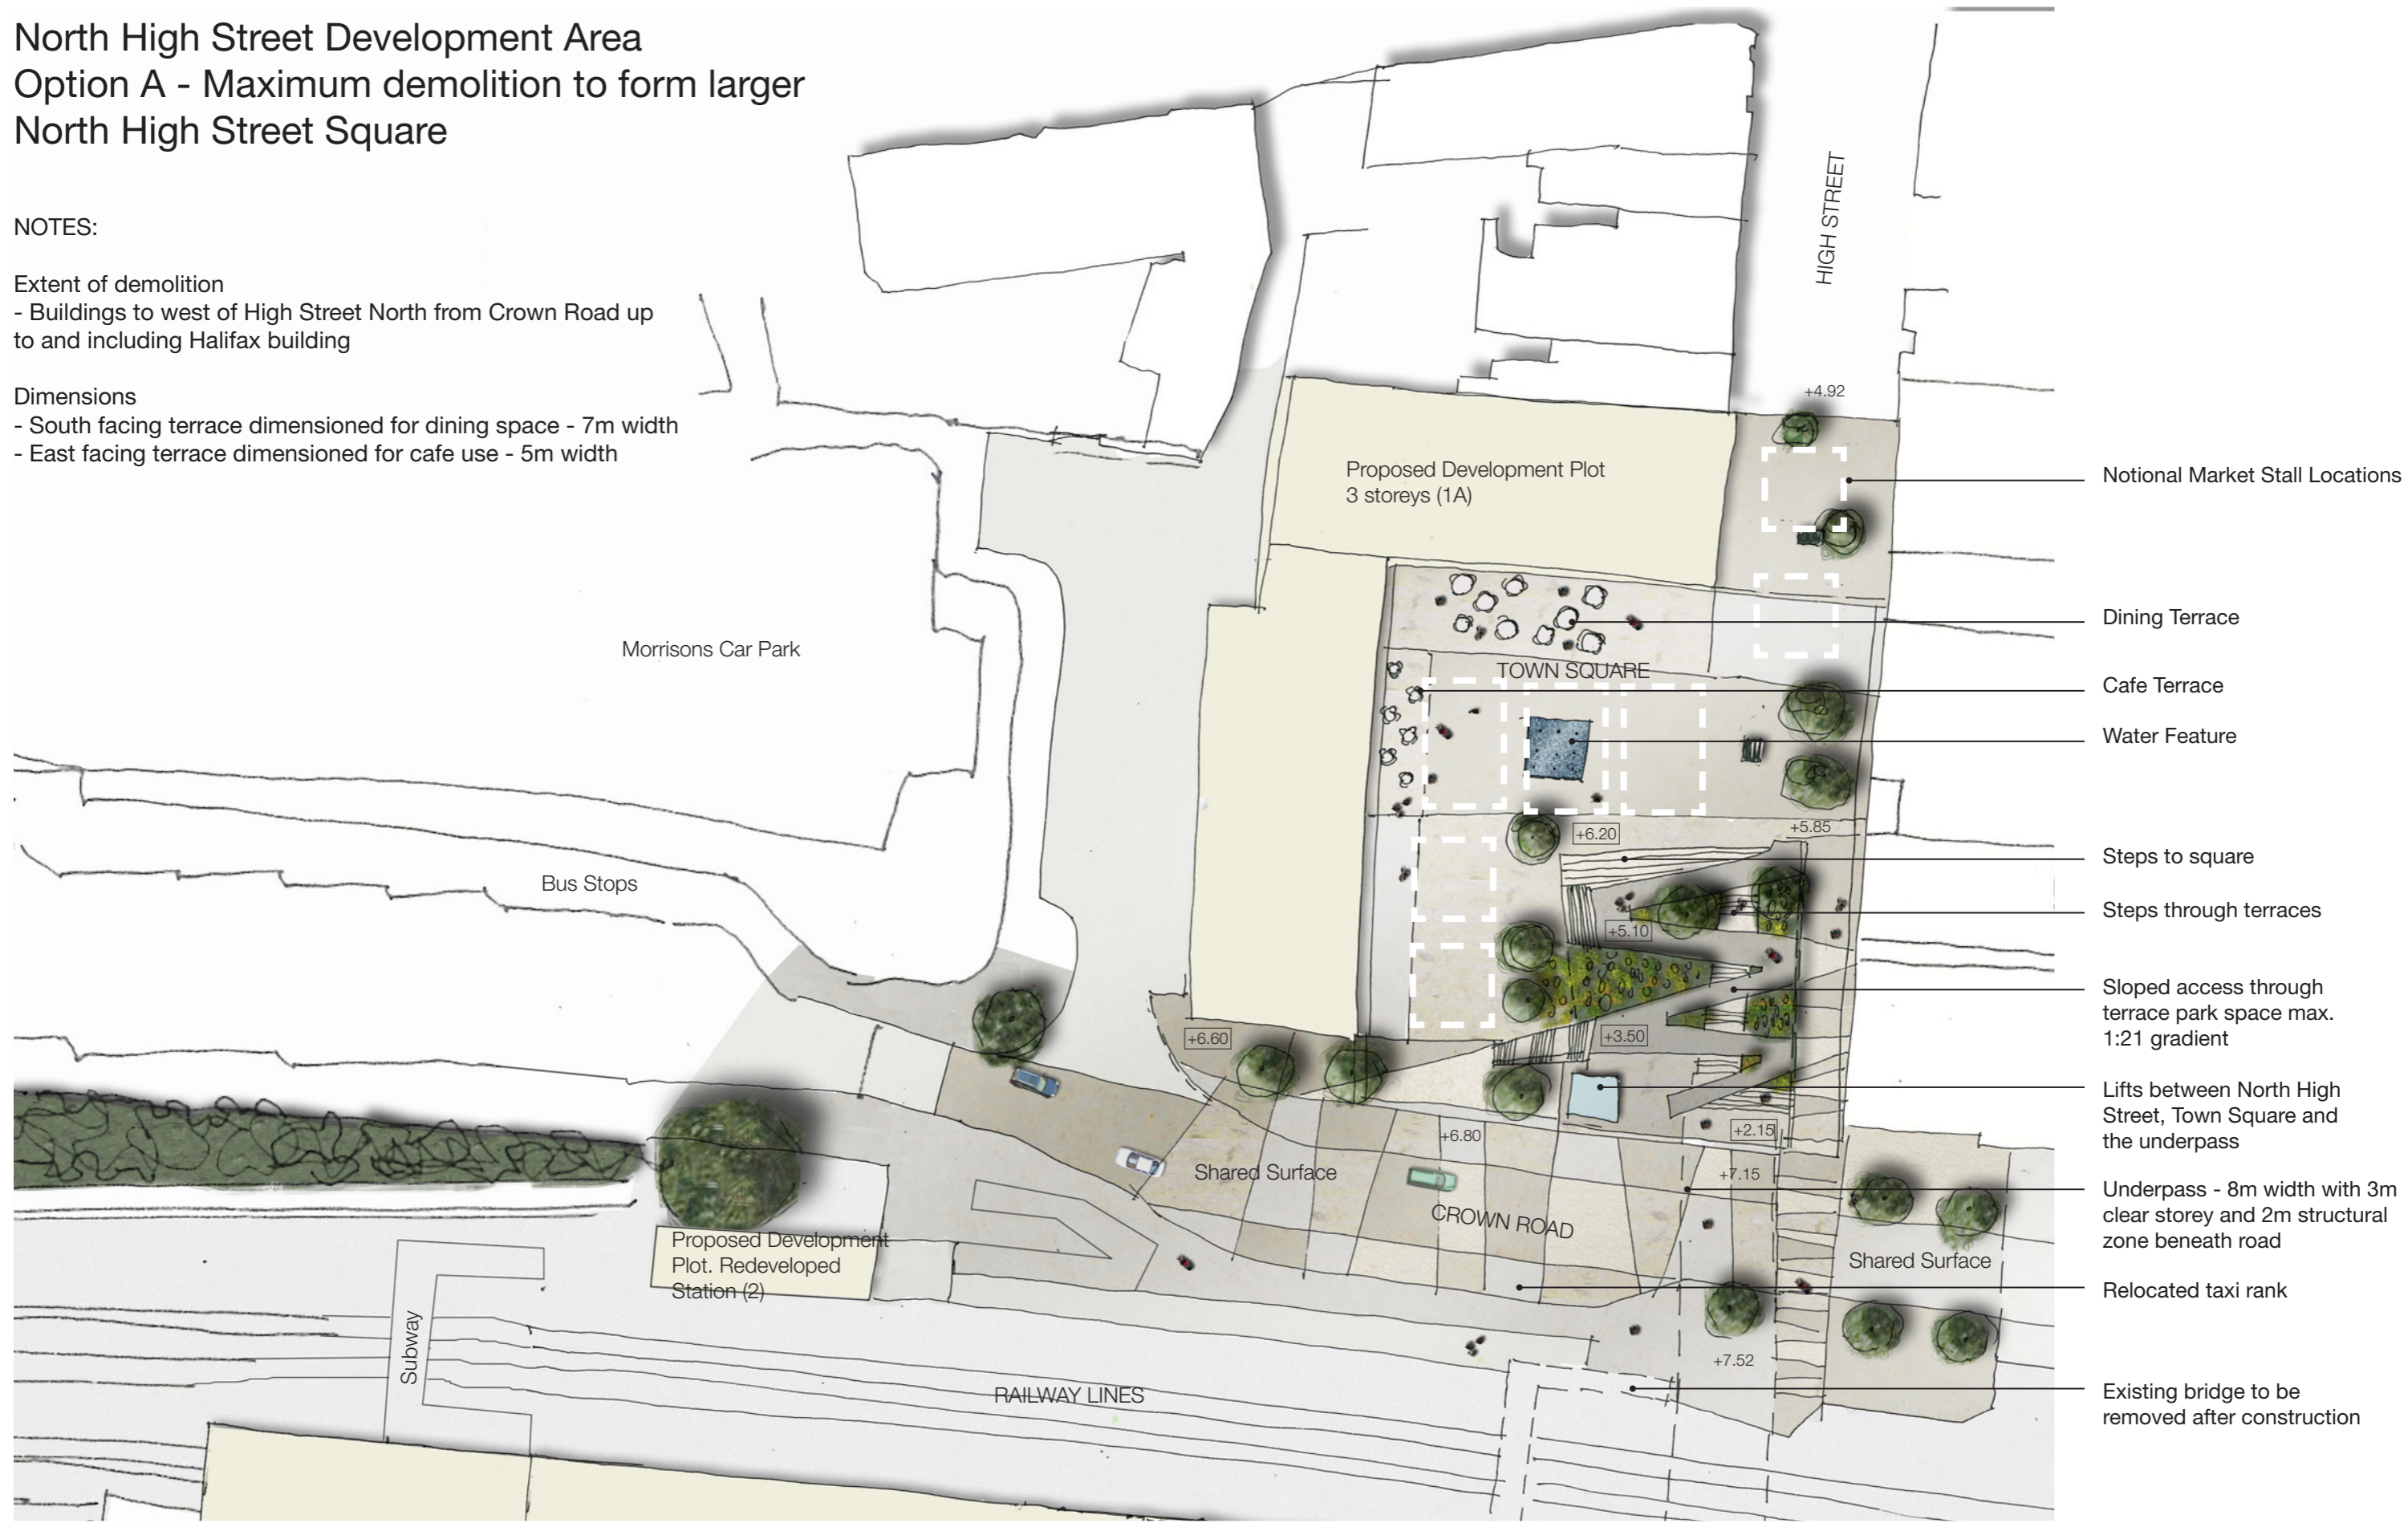 North High Street Development Area
Option A - Maximum demolition to form larger
North High Street Square
NOTES:
Extent of demolition
- Buildings to west of High Street North from Crown Road up
to and including Halifax building
Dimensions
- South facing terrace dimensioned for dining space - 7m width
- East facing terrace dimensioned for cafe use - 5m width
HIGH STREET
+4.92
Proposed Development Plot
3 storeys (1A)
Notional Market Stall Locations
Dining Terrace
Morrisons Car Park
TOWN SQUARE
Cafe Terrace
Water Feature
+6.20
+5.85
Steps to square
Bus Stops
Steps through terraces
+5.10
Sloped access through
terrace park space max.
1:21 gradient
+6.60
+3.50
Lifts between North High
Street, Town Square and
the underpass
+6.80
+2.15
Shared Surface
+7.15
Underpass - 8m width with 3m
clear storey and 2m structural
zone beneath road
CROWN ROAD
Proposed Development
Plot. Redeveloped
Station (2)
Shared Surface
Relocated taxi rank
Subway
+7.52
RAILWAY LINES
Existing bridge to be
removed after construction